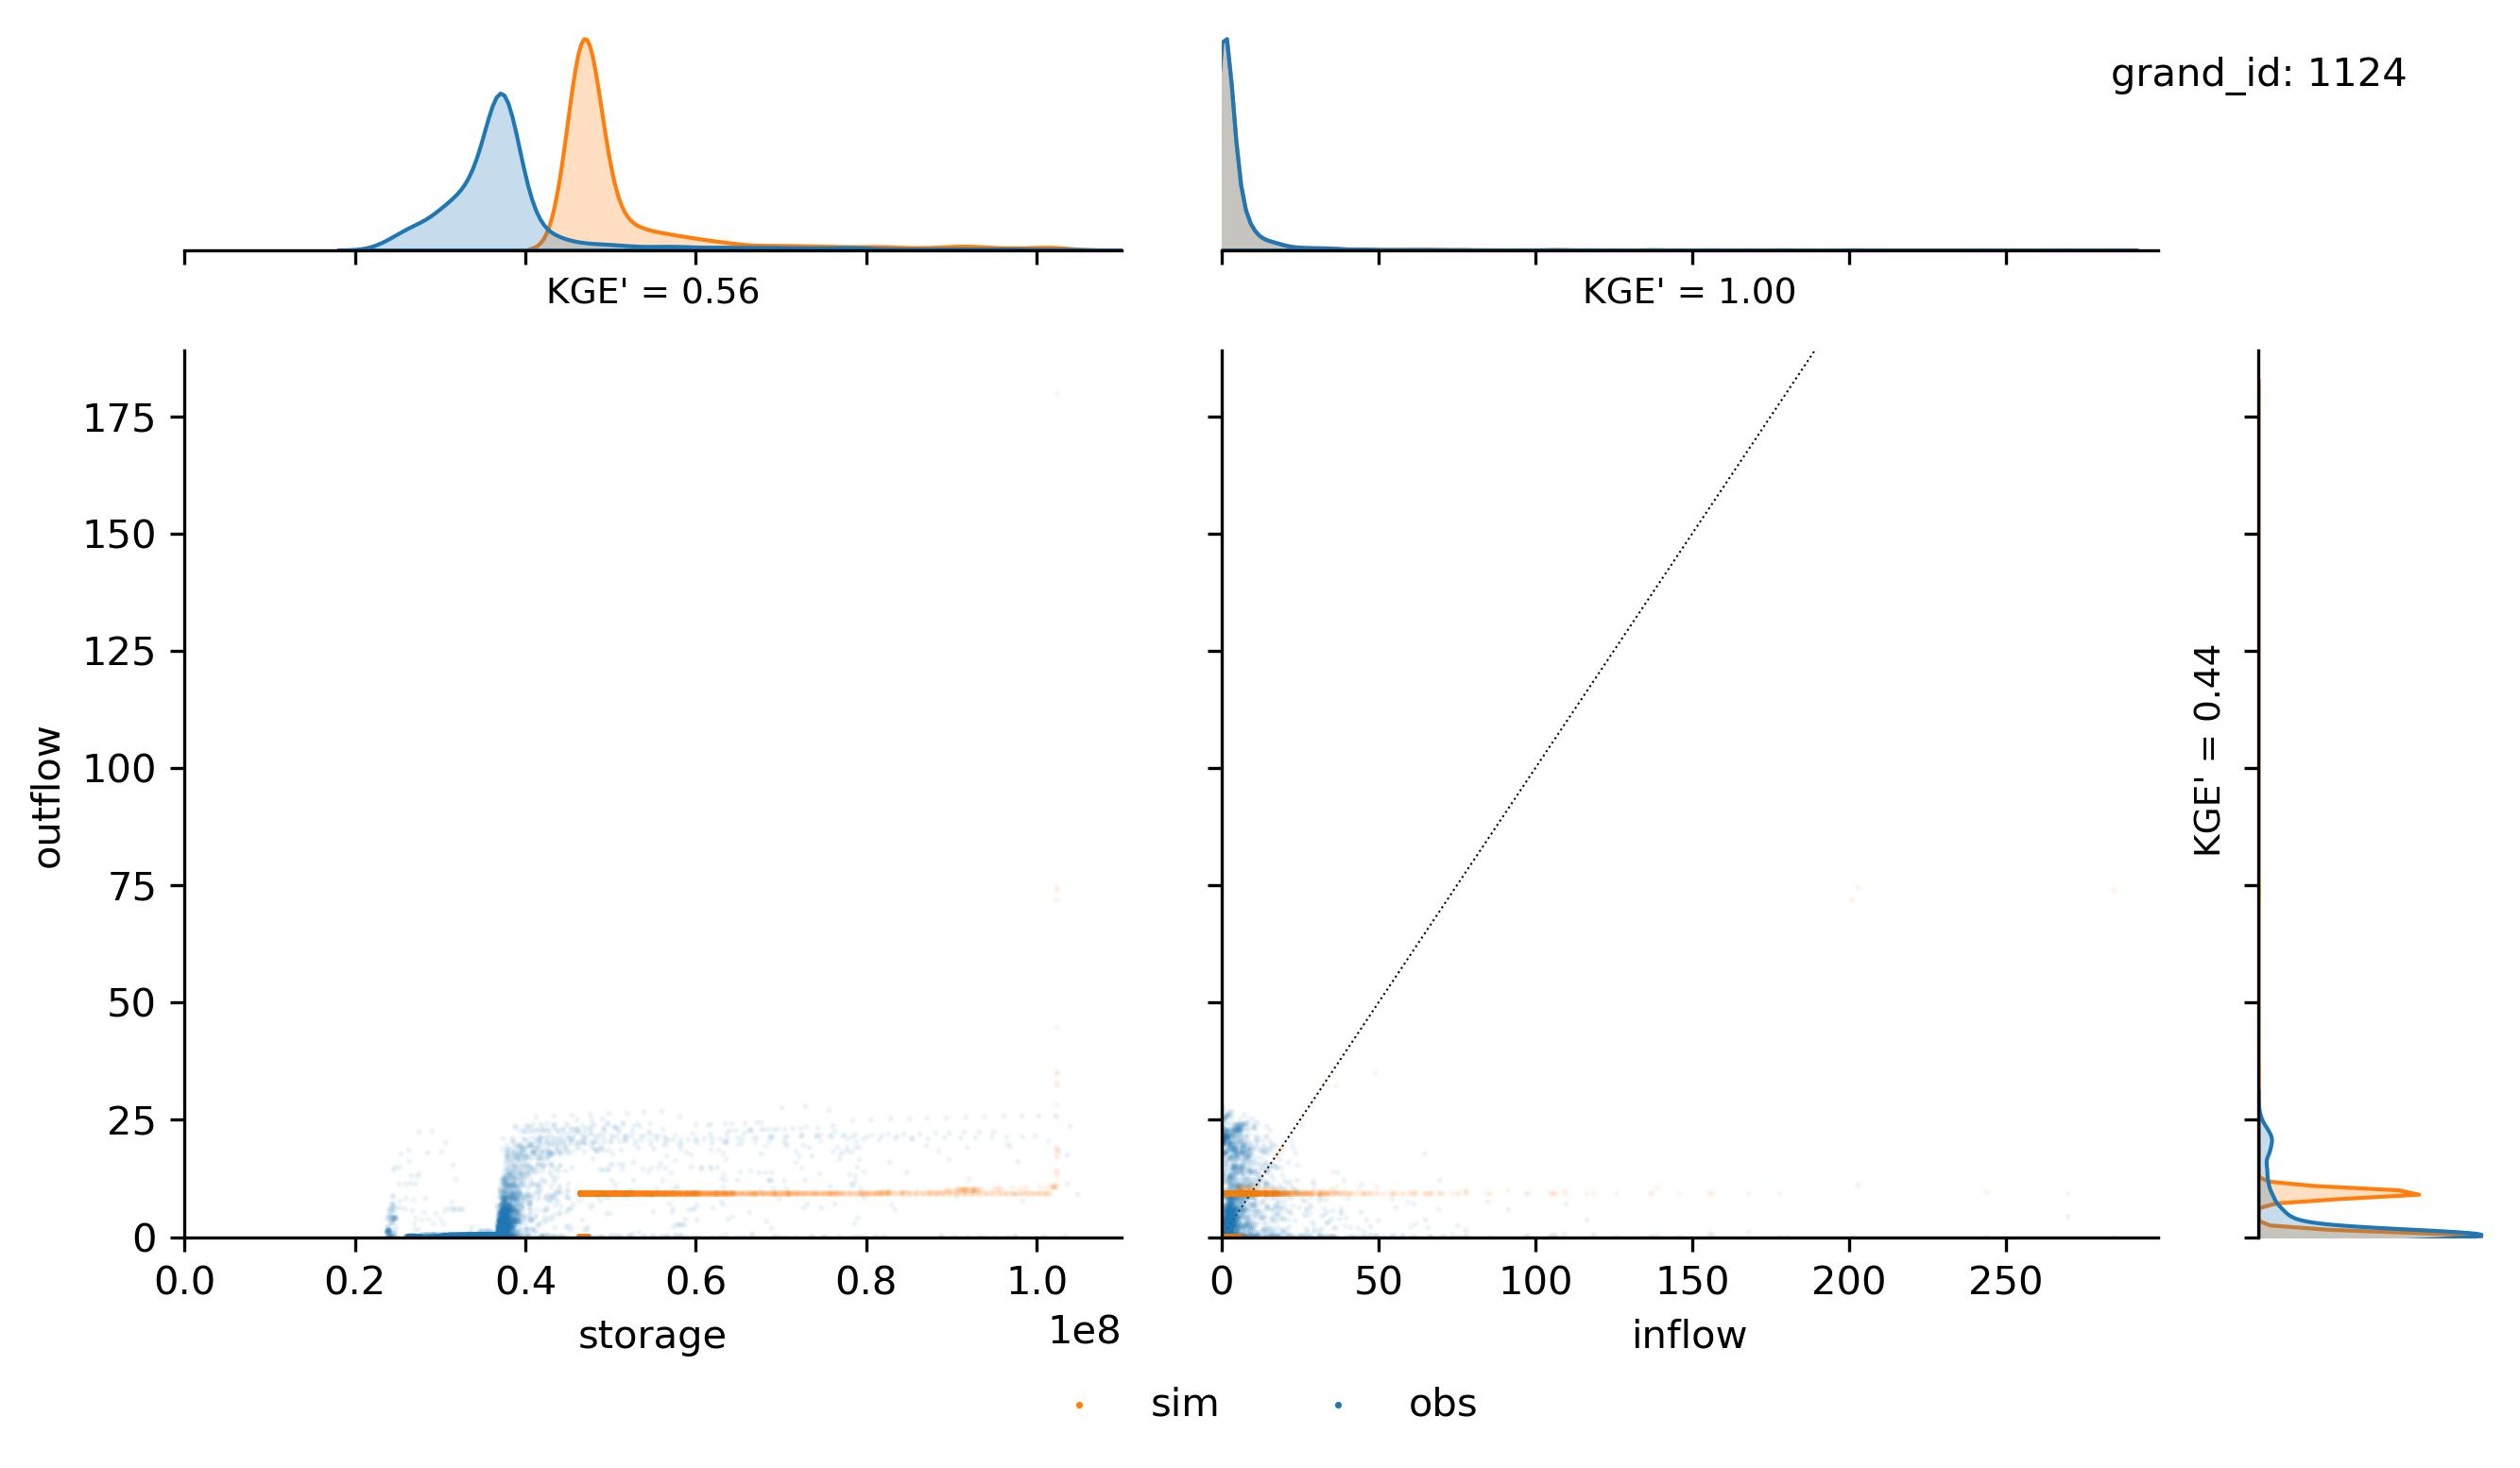 grand_id: 1124
KGE' = 0.56
KGE' = 1.00
175
150
125
100
75
50
25
0
outflow
KGE' = 0.44
0.0 0.2 0.4 0.6 0.8 1.0
1e8
storage
0 50 100 150 200 250
inflow
sim obs